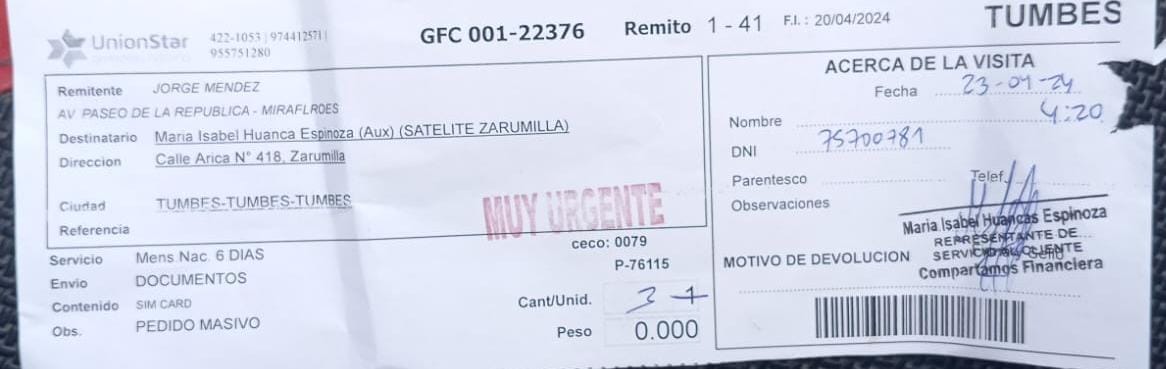 UnionStar 422-1053 | 974412571 |
955751280
GFC 001-22376 Remito 1 - 41 F.I. : 20/04/2024 TUMBES
Remitente JORGE MENDEZ
AV PASEO DE LA REPUBLICA - MIRAFLROES
Destinatario Maria Isabel Huanca Espinoza (Aux) (SATELITE ZARUMILLA)
Direccion Calle Arica N° 418, Zarumilla
Ciudad TUMBES-TUMBES-TUMBES
Referencia
MUY URGENTE
Servicio Mens Nac. 6 DIAS
Envio DOCUMENTOS
Contenido SIM CARD
Obs. PEDIDO MASIVO
ceco: 0079
P-76115
Cant/Unid.
Peso 0.000
ACERCA DE LA VISITA
Fecha 23-04-24
4:20
Nombre
DNI 75700781
Parentesco Telef.
Observaciones
Maria Isabel Huancas Espinoza
REPRESENTANTE DE
SERVICIO AL CLIENTE
Compartamos Financiera
MOTIVO DE DEVOLUCION